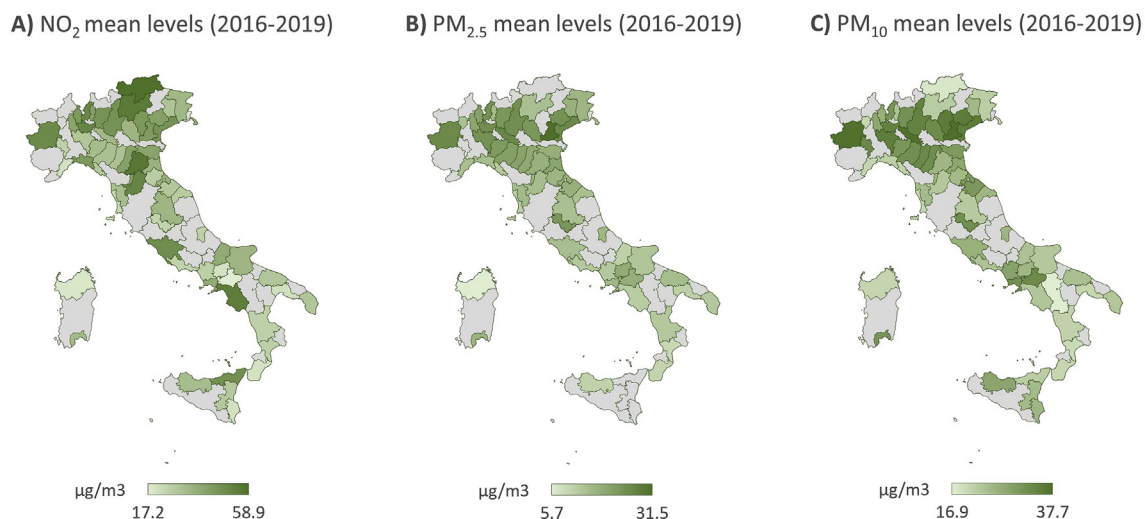 A) NO₂ mean levels (2016-2019)
B) PM₂.₅ mean levels (2016-2019)
C) PM₁₀ mean levels (2016-2019)
µg/m3
17.2 58.9
µg/m3
5.7 31.5
µg/m3
16.9 37.7